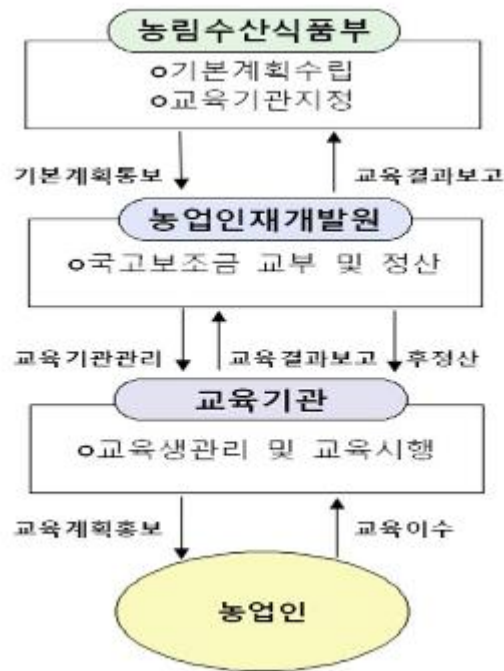 농림수산식품부
o기본계획수립
o교육기관지정
기본계획통보 교육결과보고
농업인재개발원
o국고보조금 교부 및 정산
교육기관관리 교육결과보고 후정산
교육기관
o교육생관리 및 교육시행
교육계획홍보 교육이수
농업인